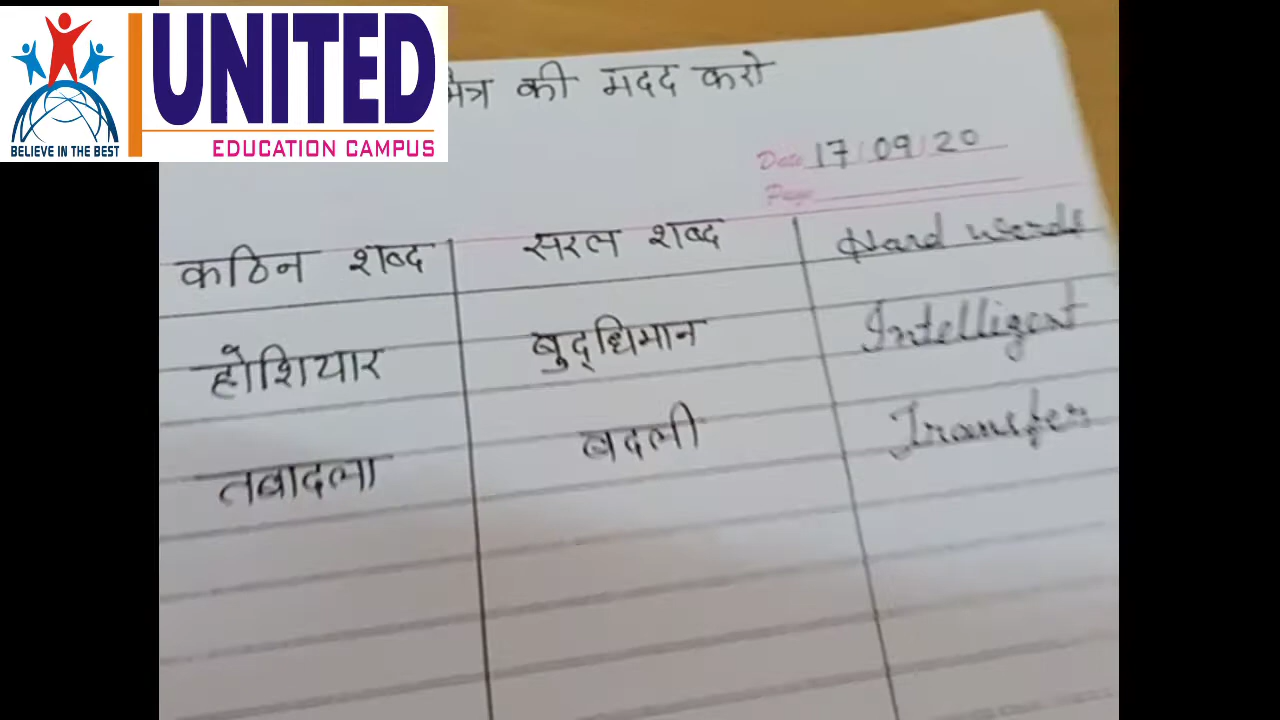 UNITED
EDUCATION CAMPUS
BELIEVE IN THE BEST
की मदद करो
Date 17/09/20
Page
कठिन शब्द सरल शब्द Hard words
होशियार बुद्‌धिमान Intelligent
तबादला बदली Transfer